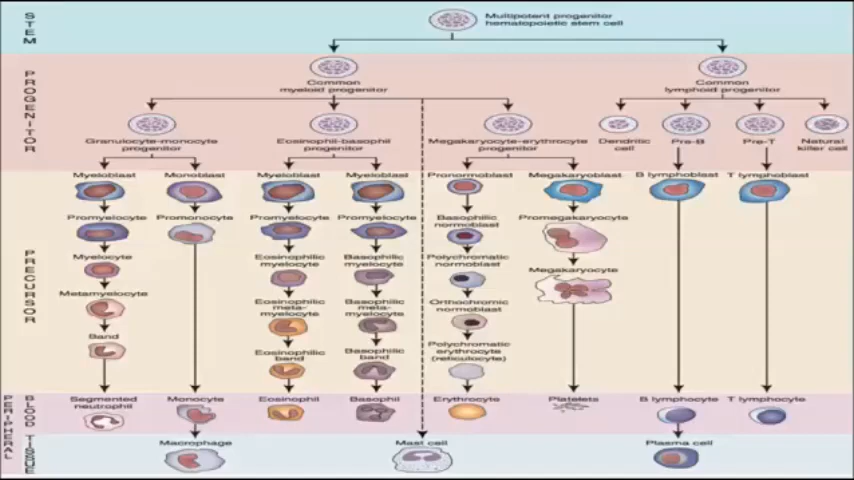 STEM
Multipotent progenitor
hematopoietic stem cell
PROGENITOR
Common
myeloid progenitor
Common
lymphoid progenitor
Granulocyte-monocyte
progenitor
Eosinophil-basophil
progenitor
Megakaryocyte-erythrocyte
progenitor
Dendritic
cell
Pre-B
Pre-T
Natural
killer cell
PRECURSOR
Myeloblast
Monoblast
Myeloblast
Myeloblast
Pronormoblast
Megakaryoblast
B lymphoblast
T lymphoblast
Promyelocyte
Promonocyte
Promyelocyte
Promyelocyte
Basophilic
normoblast
Promegakaryocyte
Myelocyte
Eosinophilic
myelocyte
Basophilic
myelocyte
Polychromatic
normoblast
Megakaryocyte
Metamyelocyte
Eosinophilic
meta-
myelocyte
Basophilic
meta-
myelocyte
Orthochromic
normoblast
Band
Eosinophilic
band
Basophilic
band
Polychromatic
erythrocyte
(reticulocyte)
PERIPHERAL
BLOOD
Segmented
neutrophil
Monocyte
Eosinophil
Basophil
Erythrocyte
Platelets
B lymphocyte
T lymphocyte
TISSUE
Macrophage
Mast cell
Plasma cell